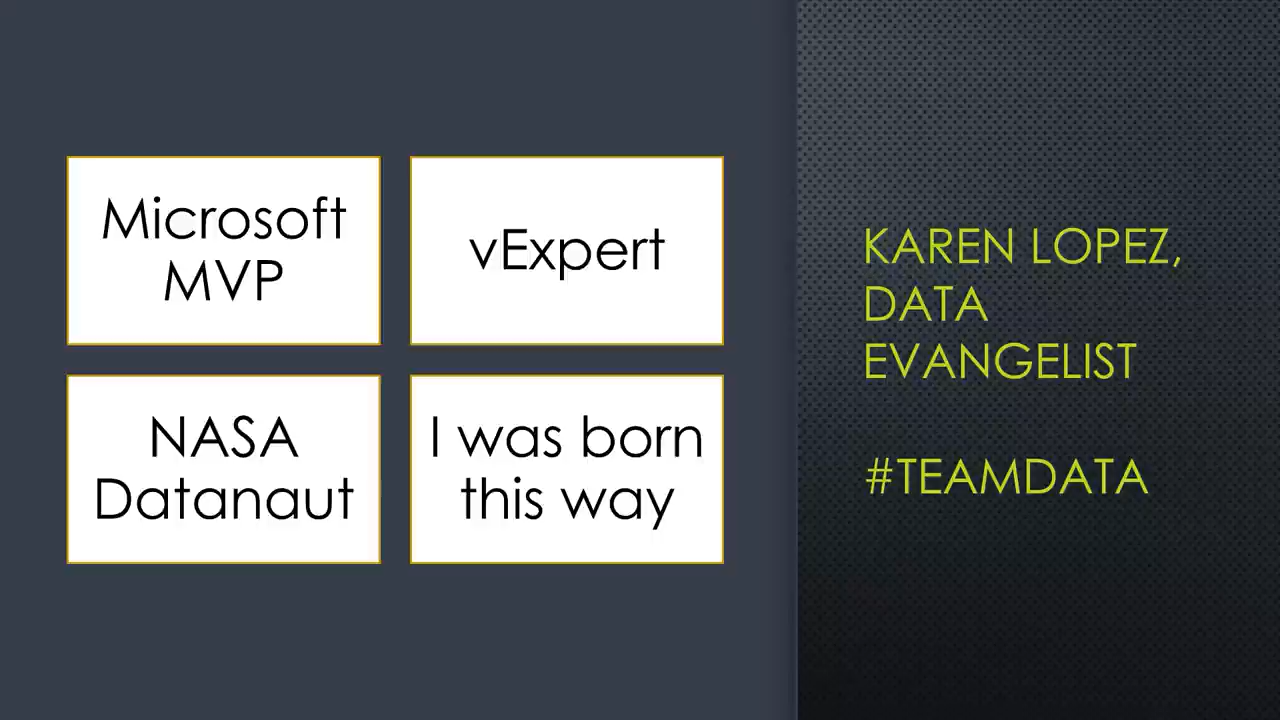 Microsoft
MVP
vExpert
NASA
Datanaut
I was born
this way
KAREN LOPEZ,
DATA
EVANGELIST
#TEAMDATA